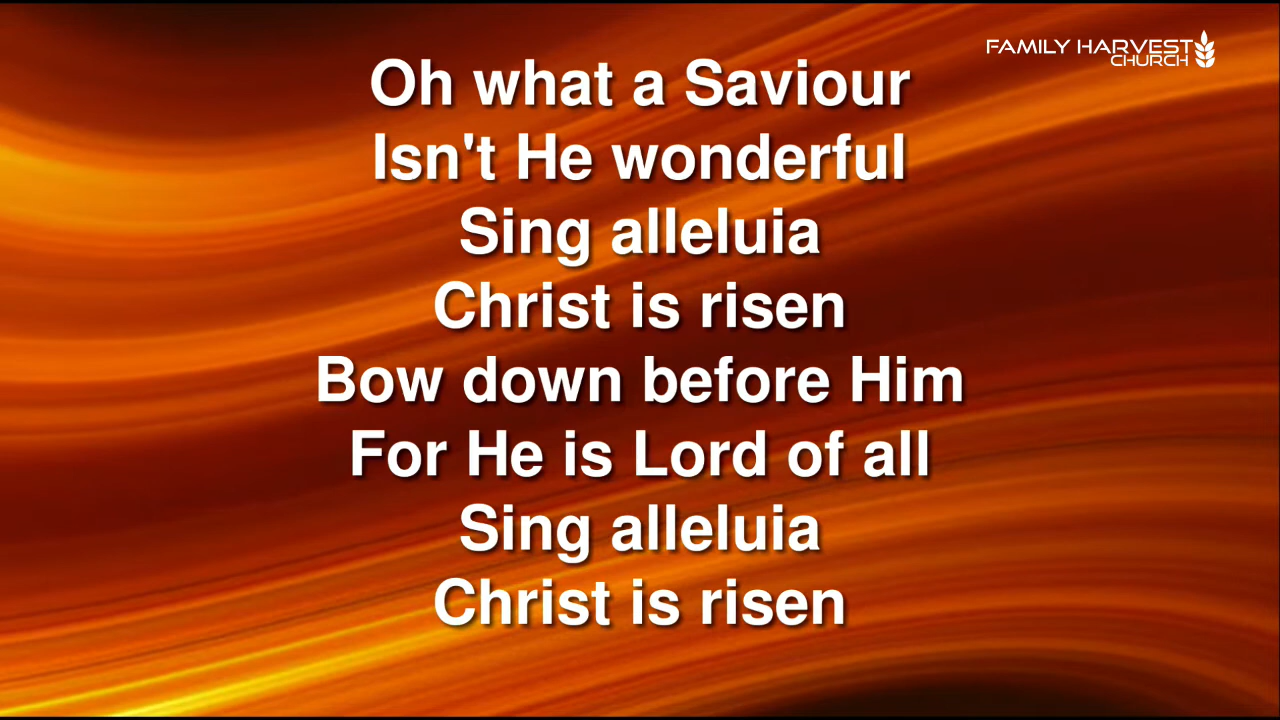 FAMILY HARVEST
CHURCH
Oh what a Saviour
Isn't He wonderful
Sing alleluia
Christ is risen
Bow down before Him
For He is Lord of all
Sing alleluia
Christ is risen